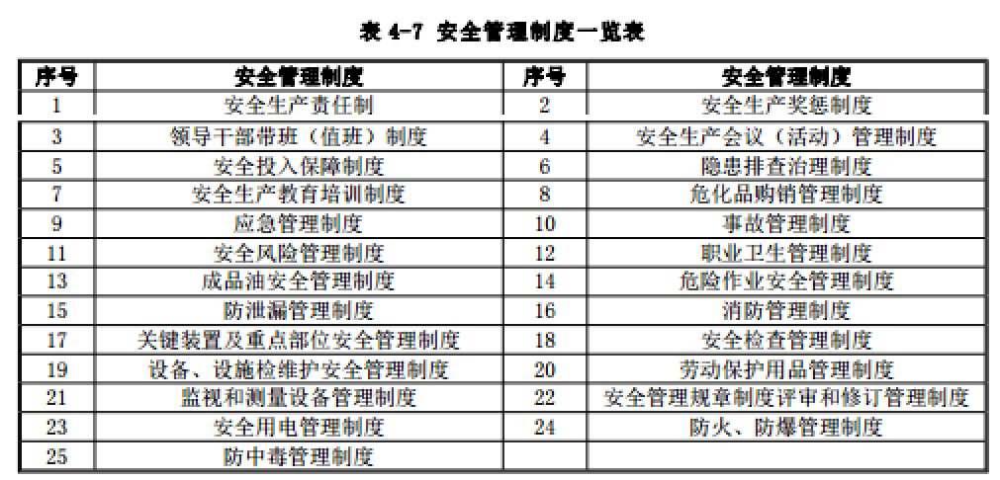 表 4-7 安全管理制度一览表
序号 安全管理制度 序号 安全管理制度
1 安全生产责任制 2 安全生产奖惩制度
3 领导干部带班（值班）制度 4 安全生产会议（活动）管理制度
5 安全投入保障制度 6 隐患排查治理制度
7 安全生产教育培训制度 8 危化品购销管理制度
9 应急管理制度 10 事故管理制度
11 安全风险管理制度 12 职业卫生管理制度
13 成品油安全管理制度 14 危险作业安全管理制度
15 防泄漏管理制度 16 消防管理制度
17 关键装置及重点部位安全管理制度 18 安全检查管理制度
19 设备、设施检维护安全管理制度 20 劳动保护用品管理制度
21 监视和测量设备管理制度 22 安全管理规章制度评审和修订管理制度
23 安全用电管理制度 24 防火、防爆管理制度
25 防中毒管理制度